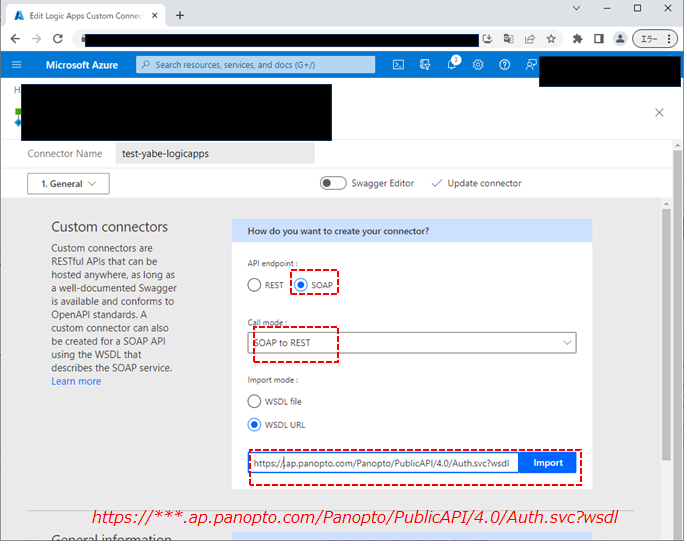 Edit Logic Apps Custom Connec
3
エラー
Microsoft Azure
Search resources, services, and docs (G+/)
Connector Name
test-yabe-logicapps
1. General
Swagger Editor
Update connector
Custom connectors
Custom connectors are
RESTful APIs that can be
hosted anywhere, as long as
a well-documented Swagger
is available and conforms to
OpenAPI standards. A
custom connector can also
be created for a SOAP API
using the WSDL that
describes the SOAP service.
Learn more
How do you want to create your connector?
API endpoint :
REST
SOAP
Call mode :
SOAP to REST
Import mode :
WSDL file
WSDL URL
https://.ap.panopto.com/Panopto/PublicAPI/4.0/Auth.svc?wsdl
Import
https://***.ap.panopto.com/Panopto/PublicAPI/4.0/Auth.svc?wsdl
General information